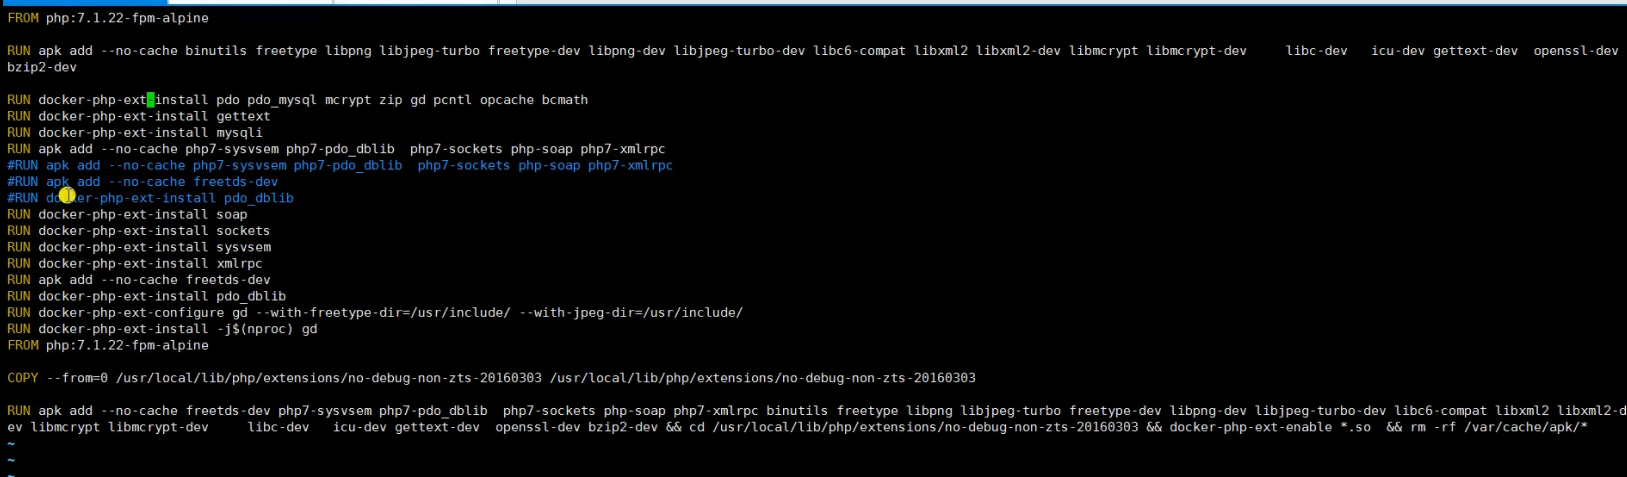 FROM php:7.1.22-fpm-alpine
RUN apk add --no-cache binutils freetype libpng libjpeg-turbo freetype-dev libpng-dev libjpeg-turbo-dev libc6-compat libxml2 libxml2-dev libmcrypt libmcrypt-dev     libc-dev   icu-dev gettext-dev  openssl-dev
bzip2-dev
RUN docker-php-ext-install pdo pdo_mysql mcrypt zip gd pcntl opcache bcmath
RUN docker-php-ext-install gettext
RUN docker-php-ext-install mysqli
RUN apk add --no-cache php7-sysvsem php7-pdo_dblib  php7-sockets php-soap php7-xmlrpc
#RUN apk add --no-cache php7-sysvsem php7-pdo_dblib  php7-sockets php-soap php7-xmlrpc
#RUN apk add --no-cache freetds-dev
#RUN docker-php-ext-install pdo_dblib
RUN docker-php-ext-install soap
RUN docker-php-ext-install sockets
RUN docker-php-ext-install sysvsem
RUN docker-php-ext-install xmlrpc
RUN apk add --no-cache freetds-dev
RUN docker-php-ext-install pdo_dblib
RUN docker-php-ext-configure gd --with-freetype-dir=/usr/include/ --with-jpeg-dir=/usr/include/
RUN docker-php-ext-install -j$(nproc) gd
FROM php:7.1.22-fpm-alpine
COPY --from=0 /usr/local/lib/php/extensions/no-debug-non-zts-20160303 /usr/local/lib/php/extensions/no-debug-non-zts-20160303
RUN apk add --no-cache freetds-dev php7-sysvsem php7-pdo_dblib  php7-sockets php-soap php7-xmlrpc binutils freetype libpng libjpeg-turbo freetype-dev libpng-dev libjpeg-turbo-dev libc6-compat libxml2 libxml2-d
ev libmcrypt libmcrypt-dev     libc-dev   icu-dev gettext-dev  openssl-dev bzip2-dev && cd /usr/local/lib/php/extensions/no-debug-non-zts-20160303 && docker-php-ext-enable *.so  && rm -rf /var/cache/apk/*
~
~
~